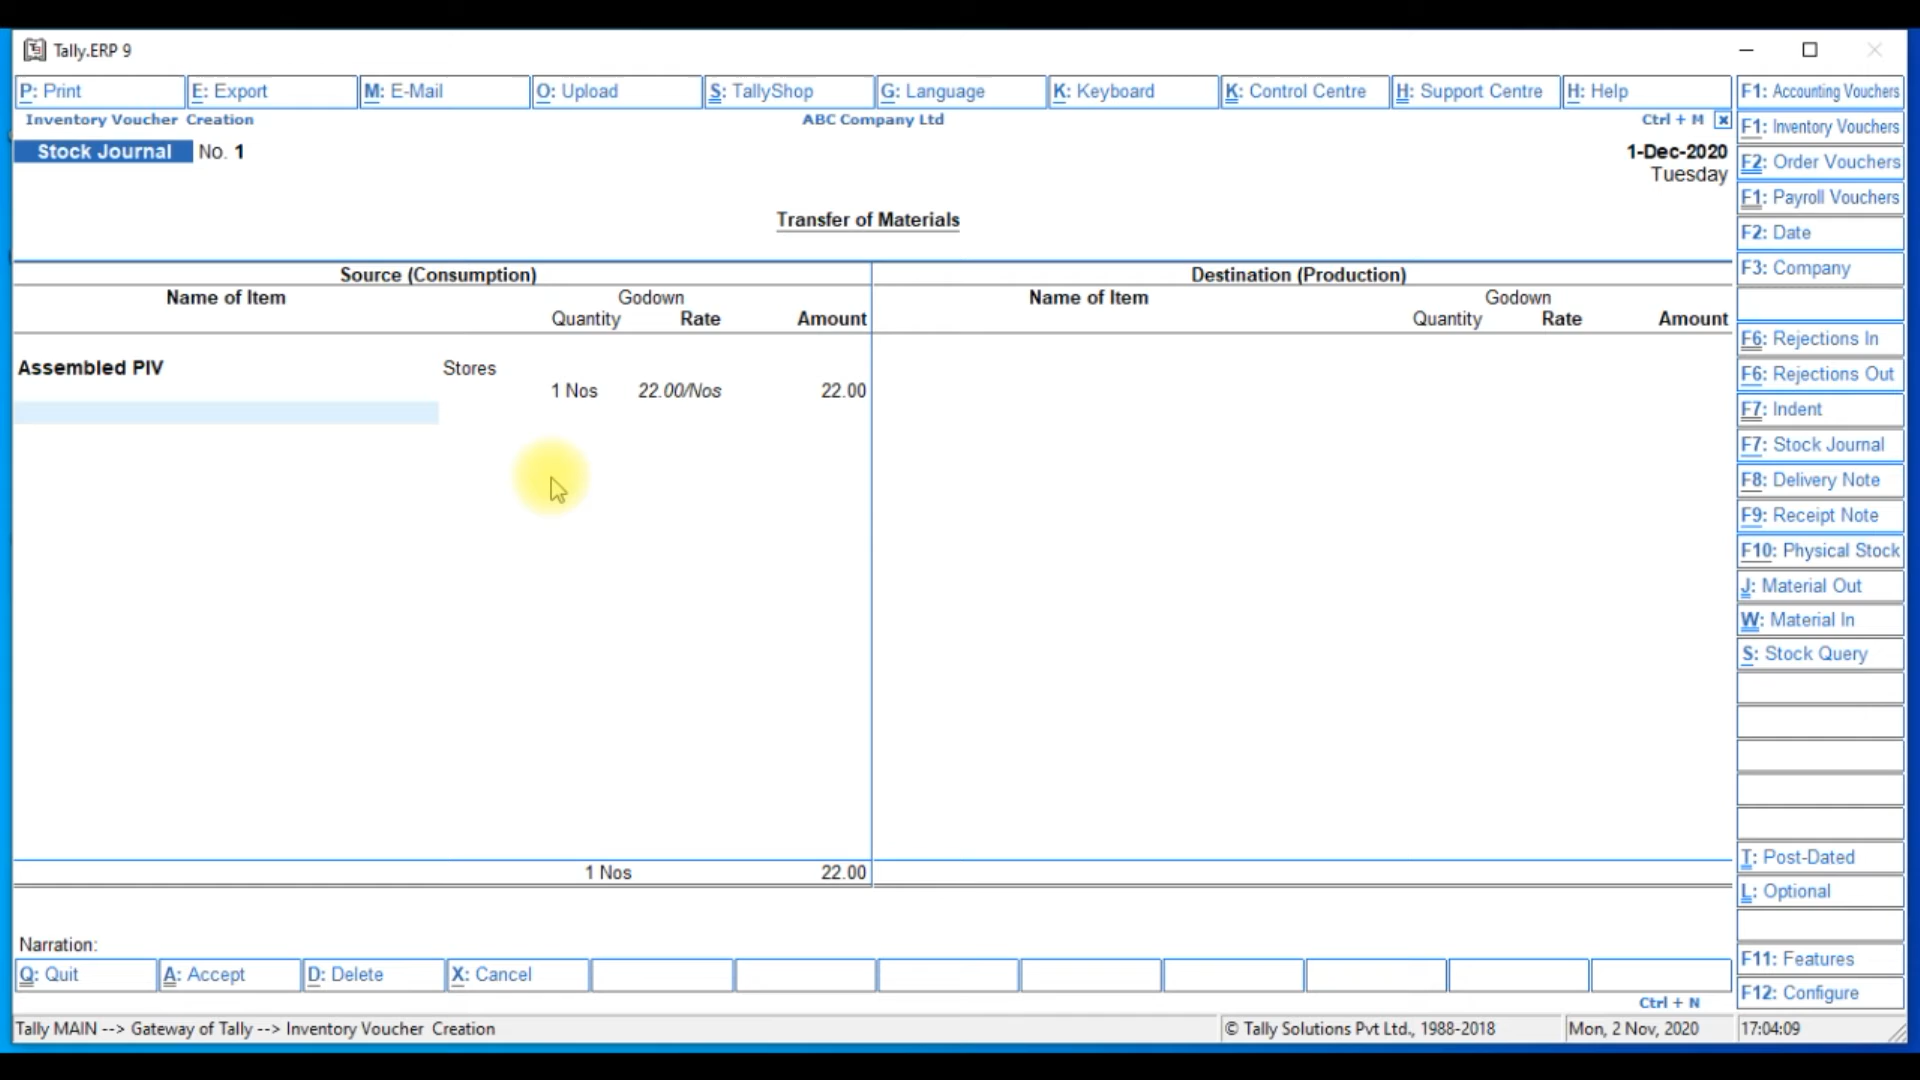 Tally.ERP 9
P: Print E: Export M: E-Mail O: Upload S: TallyShop G: Language K: Keyboard K: Control Centre H: Support Centre H: Help
Inventory Voucher Creation ABC Company Ltd Ctrl + M
Stock Journal No. 1 1-Dec-2020
Tuesday
Transfer of Materials
Source (Consumption) Destination (Production)
Name of Item Godown Name of Item Godown
Quantity Rate Amount Quantity Rate Amount
Assembled PIV Stores
1 Nos 22.00/Nos 22.00
1 Nos 22.00
Narration:
Q: Quit A: Accept D: Delete X: Cancel
Ctrl + N
Tally MAIN --> Gateway of Tally --> Inventory Voucher Creation © Tally Solutions Pvt Ltd., 1988-2018 Mon, 2 Nov, 2020 17:04:09
F1: Accounting Vouchers
F1: Inventory Vouchers
F2: Order Vouchers
F1: Payroll Vouchers
F2: Date
F3: Company
F6: Rejections In
F6: Rejections Out
F7: Indent
F7: Stock Journal
F8: Delivery Note
F9: Receipt Note
F10: Physical Stock
J: Material Out
W: Material In
S: Stock Query
T: Post-Dated
L: Optional
F11: Features
F12: Configure